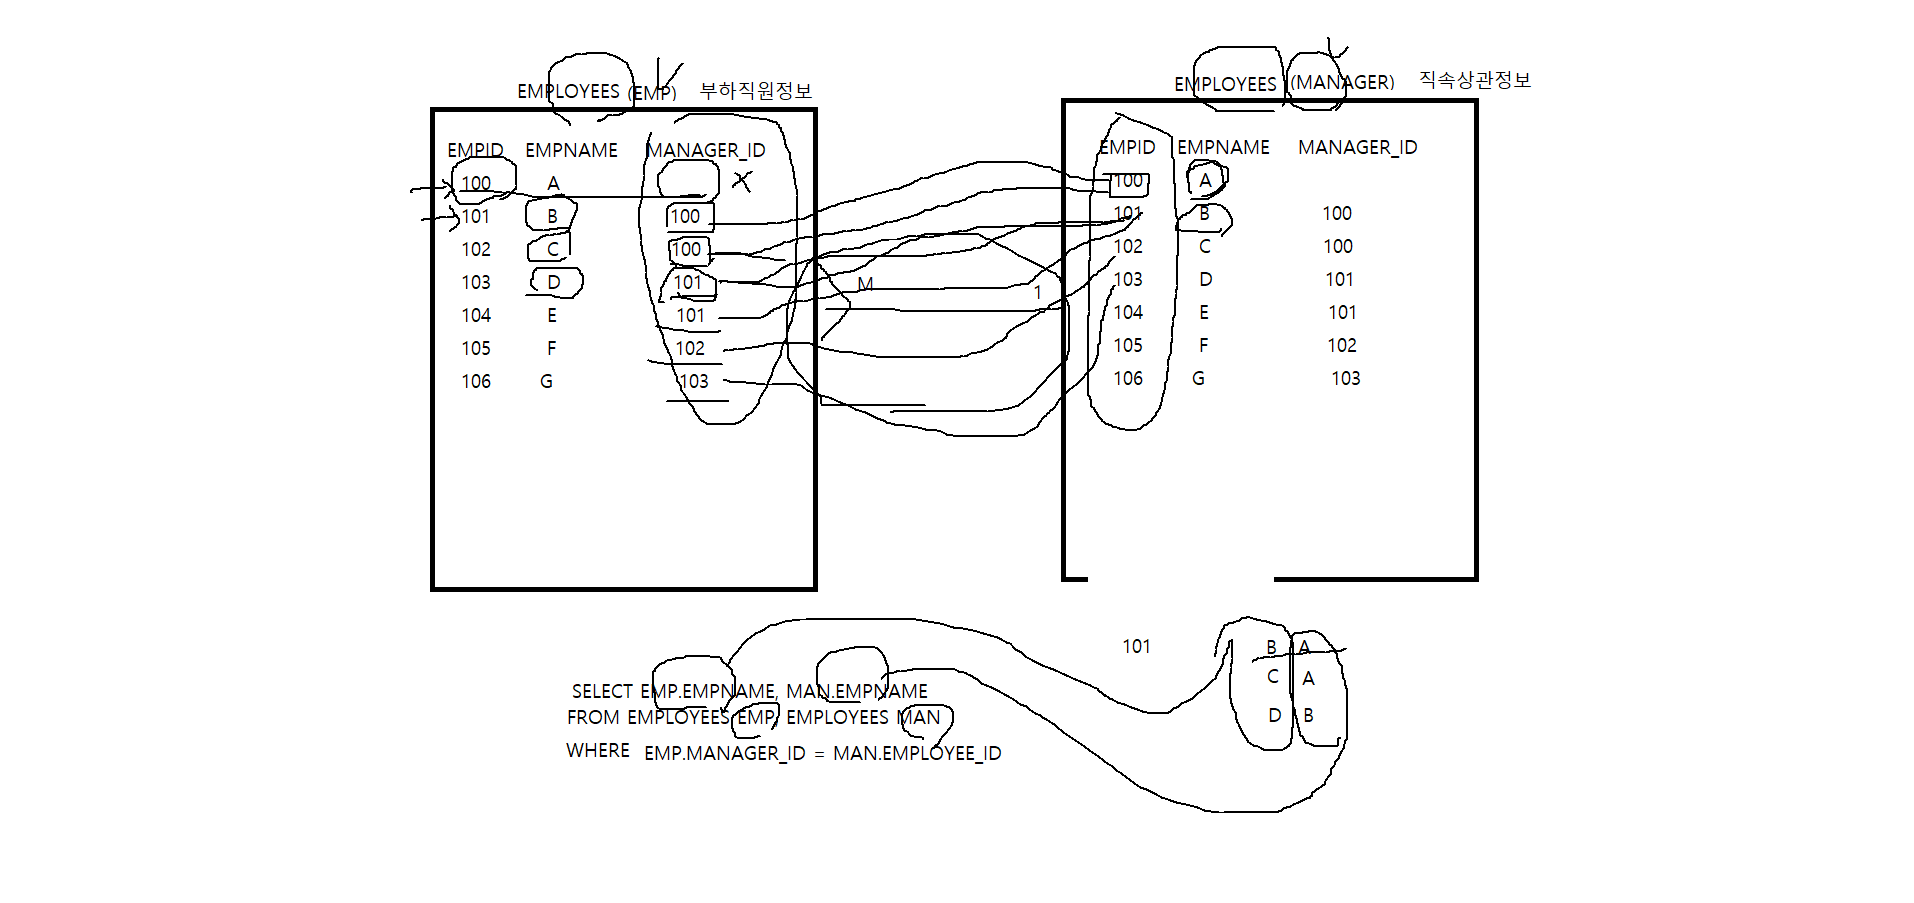 EMPLOYEES (EMP) 부하직원정보
EMPID EMPNAME MANAGER_ID
100 A
101 B 100
102 C 100
103 D 101
104 E 101
105 F 102
106 G 103
M
1
EMPLOYEES (MANAGER) 직속상관정보
EMPID EMPNAME MANAGER_ID
100 A
101 B 100
102 C 100
103 D 101
104 E 101
105 F 102
106 G 103
101 B A
C A
D B
SELECT EMP.EMPNAME, MAN.EMPNAME
FROM EMPLOYEES EMP, EMPLOYEES MAN
WHERE EMP.MANAGER_ID = MAN.EMPLOYEE_ID